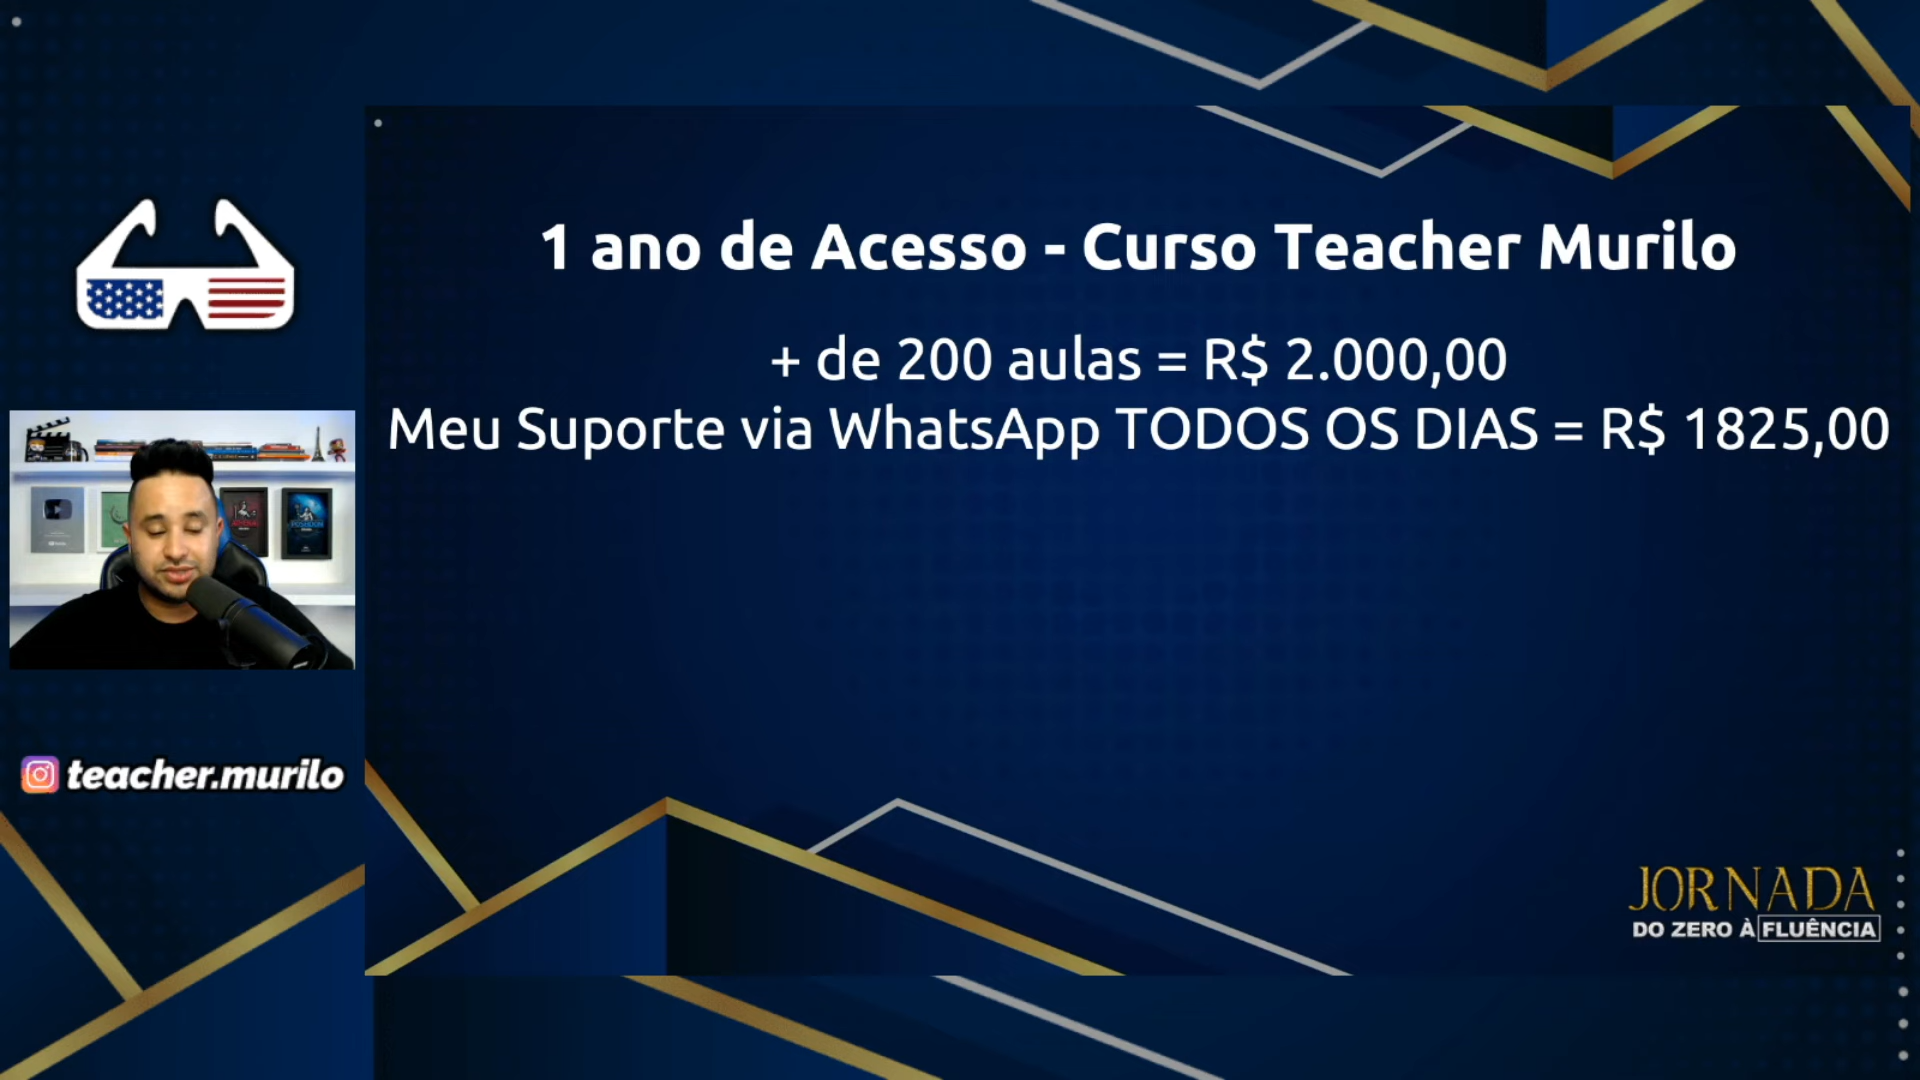 1 ano de Acesso - Curso Teacher Murilo
+ de 200 aulas = R$ 2.000,00
Meu Suporte via WhatsApp TODOS OS DIAS = R$ 1825,00
teacher.murilo
JORNADA
DO ZERO À FLUÊNCIA